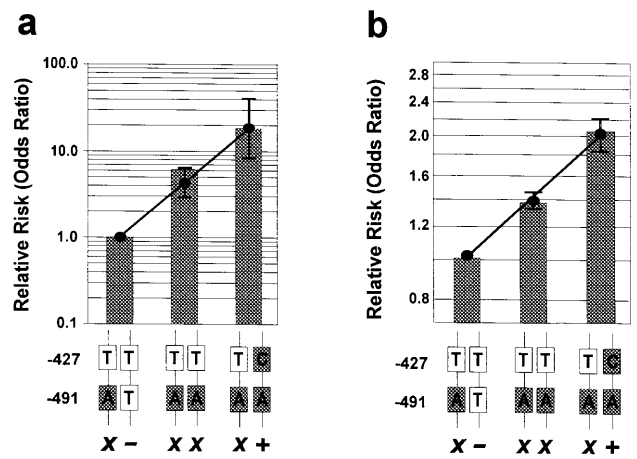 a
b
Relative Risk (Odds Ratio)
100.0
10.0
1.0
0.1
-427 T T T T T C
-491 A T A A A A
x - x x x +
Relative Risk (Odds Ratio)
2.8
2.4
2.0
1.6
1.2
0.8
-427 T T T T T C
-491 A T A A A A
x - x x x +